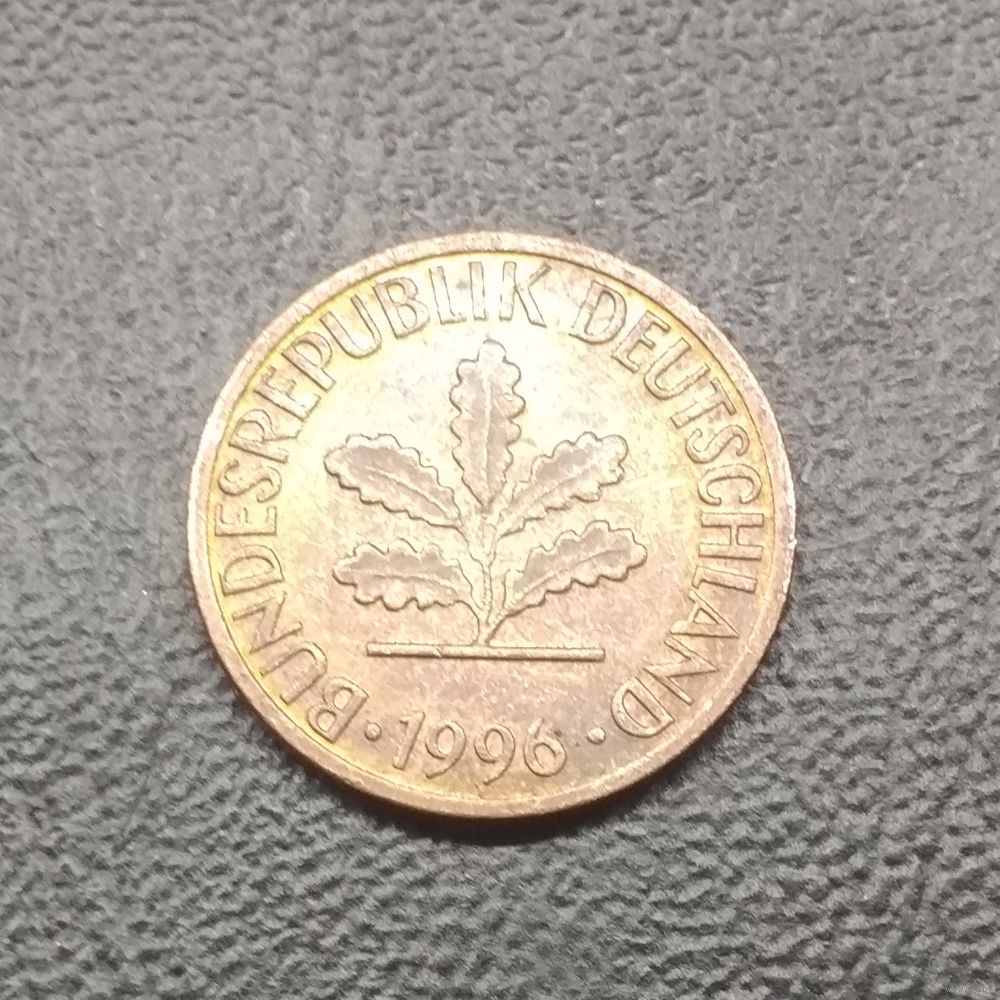 BUNDESREPUBLIK DEUTSCHLAND
· 1996 ·